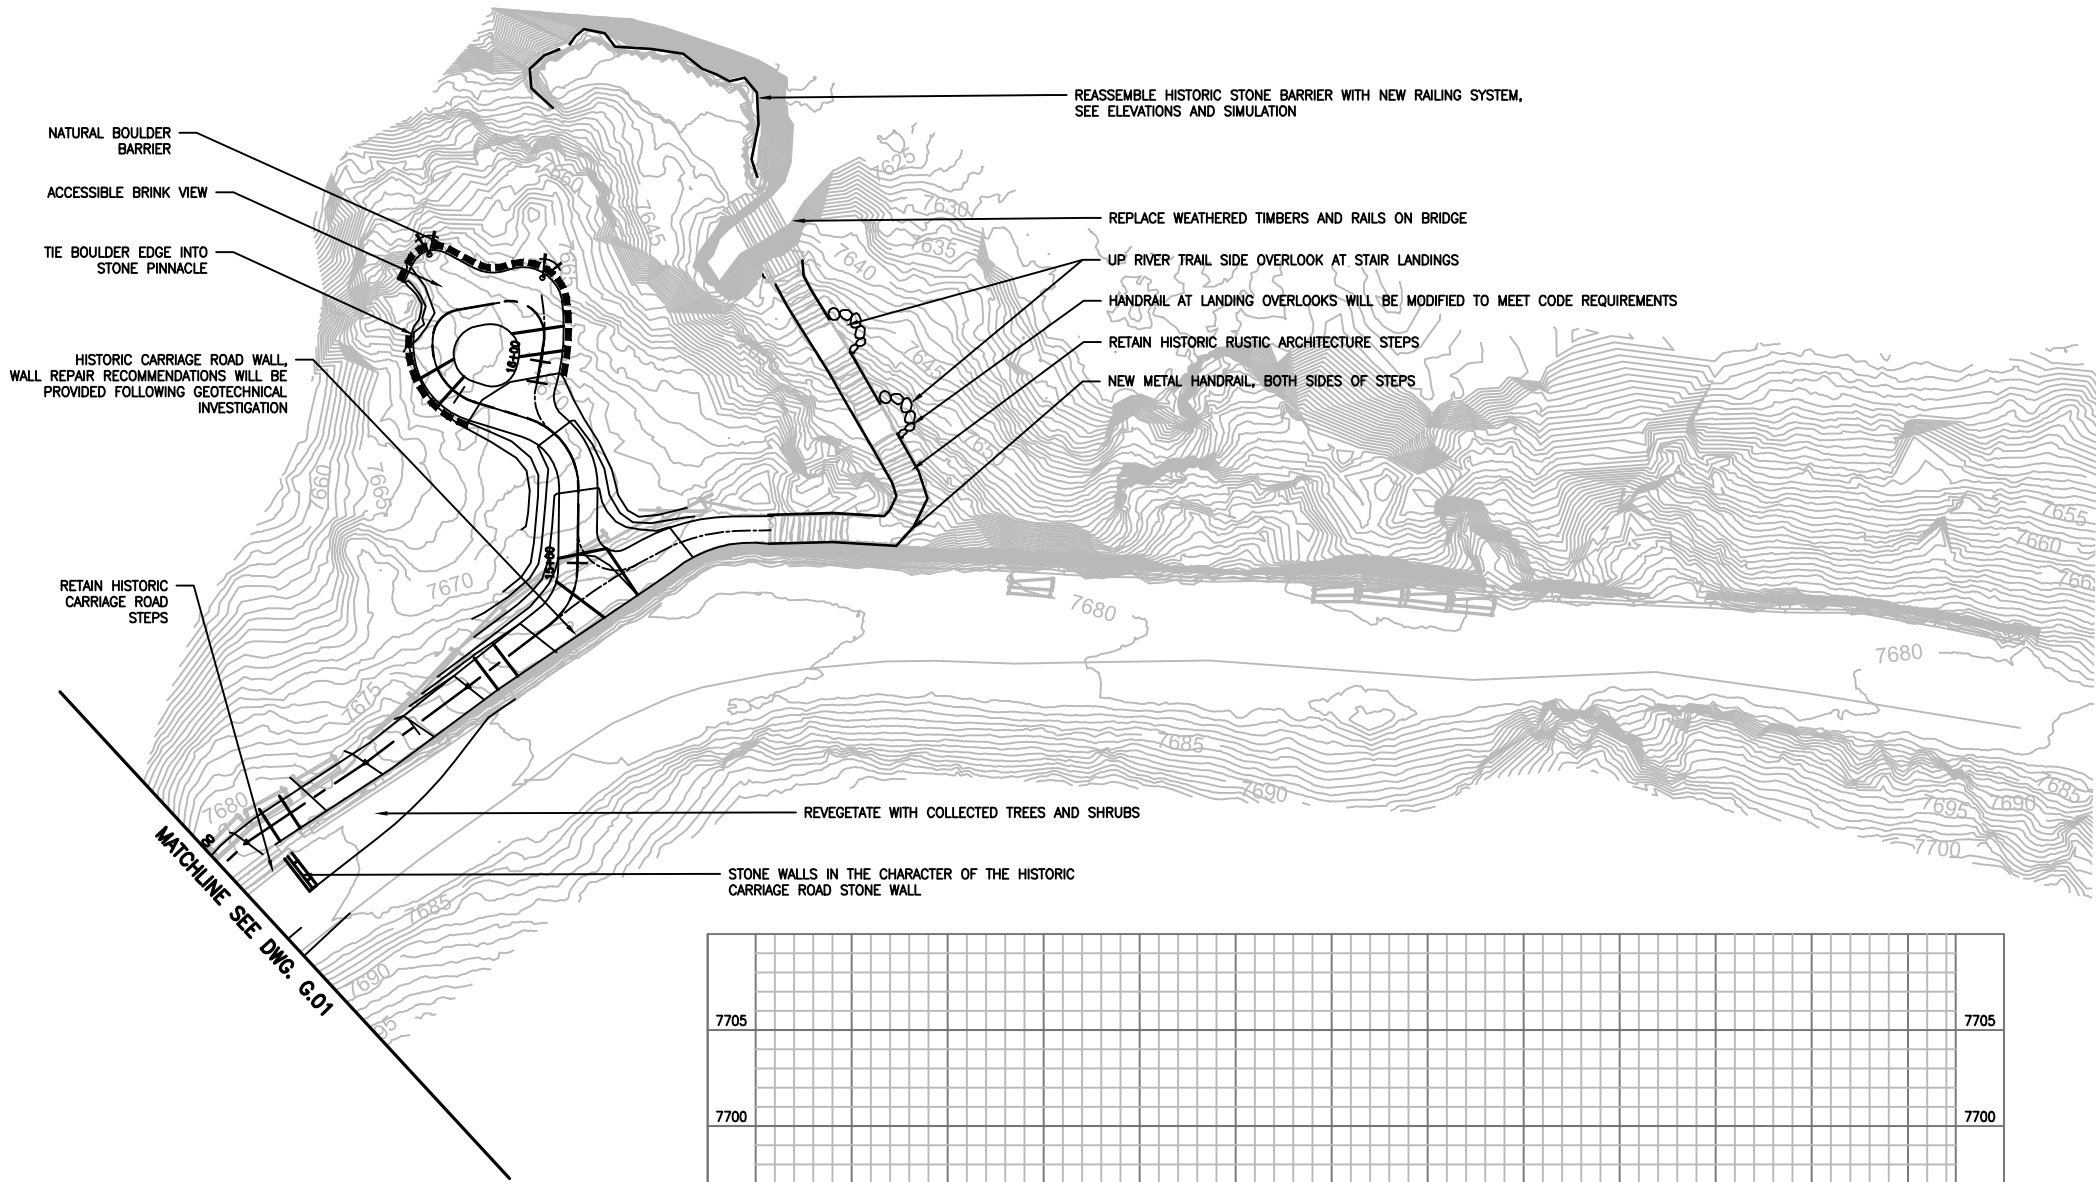 REASSEMBLE HISTORIC STONE BARRIER WITH NEW RAILING SYSTEM,
SEE ELEVATIONS AND SIMULATION
NATURAL BOULDER
BARRIER
ACCESSIBLE BRINK VIEW
TIE BOULDER EDGE INTO
STONE PINNACLE
HISTORIC CARRIAGE ROAD WALL,
WALL REPAIR RECOMMENDATIONS WILL BE
PROVIDED FOLLOWING GEOTECHNICAL
INVESTIGATION
REPLACE WEATHERED TIMBERS AND RAILS ON BRIDGE
UP RIVER TRAIL SIDE OVERLOOK AT STAIR LANDINGS
HANDRAIL AT LANDING OVERLOOKS WILL BE MODIFIED TO MEET CODE REQUIREMENTS
RETAIN HISTORIC RUSTIC ARCHITECTURE STEPS
NEW METAL HANDRAIL, BOTH SIDES OF STEPS
7625
7630
7635
7640
7645
7645
7650
7665
16+00
15+00
7670
7675
7680
7655
7660
7680
7680
7685
7690
7685
7695
7690
7700
RETAIN HISTORIC
CARRIAGE ROAD
STEPS
REVEGETATE WITH COLLECTED TREES AND SHRUBS
STONE WALLS IN THE CHARACTER OF THE HISTORIC
CARRIAGE ROAD STONE WALL
7685
7690
MATCHLINE SEE DWG. G.01
7705
7705
7700
7700